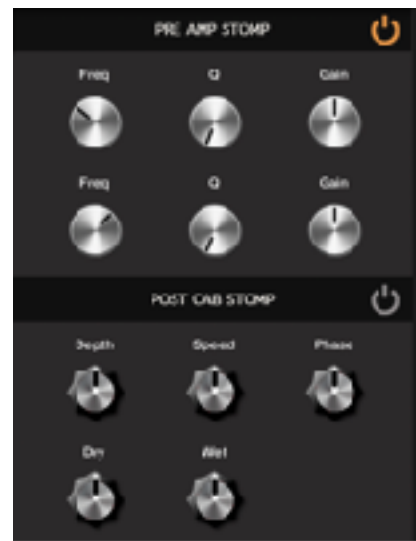 PRE AMP STOMP
Freq Q Gain
Freq Q Gain
POST CAB STOMP
Depth Speed Phase
Dry Wet